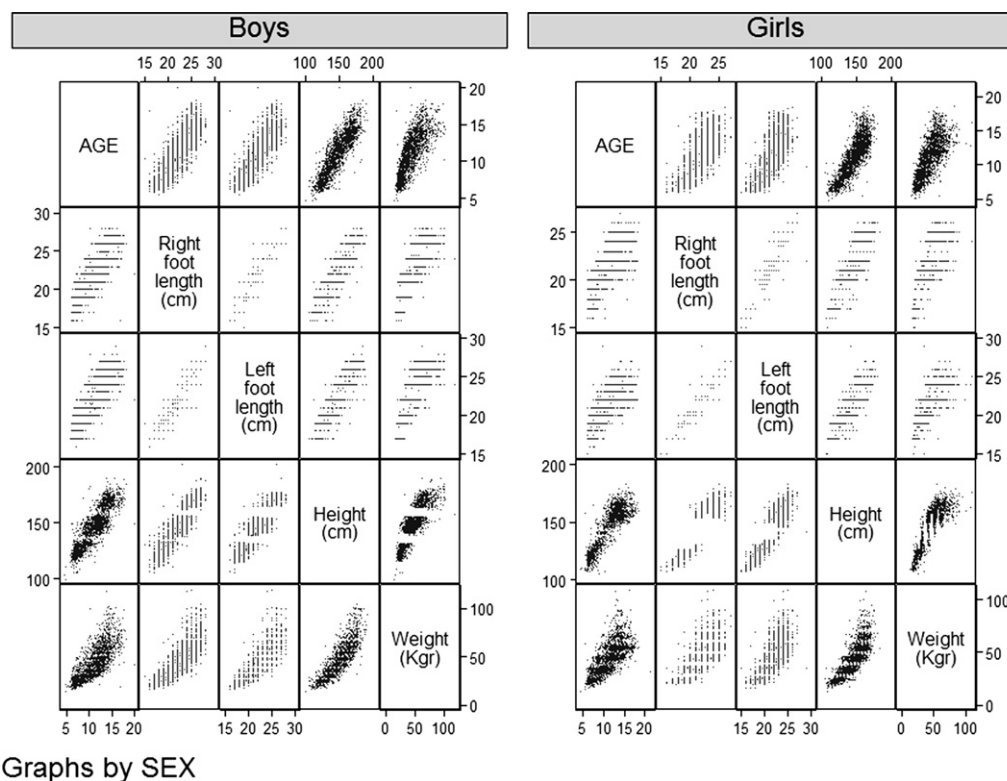 Boys
Girls
15 20 25 30
100 150 200
15 20 25
100 150 200
AGE
20
15
10
5
AGE
20
15
10
5
30
25
20
15
Right
foot
length
(cm)
25
20
15
Right
foot
length
(cm)
Left
foot
length
(cm)
30
25
20
15
Left
foot
length
(cm)
30
25
20
15
200
150
100
Height
(cm)
200
150
100
Height
(cm)
Weight
(Kgr)
100
50
0
Weight
(Kgr)
100
50
0
5 10 15 20
15 20 25 30
0 50 100
5 10 15 20
15 20 25 30
0 50 100
Graphs by SEX